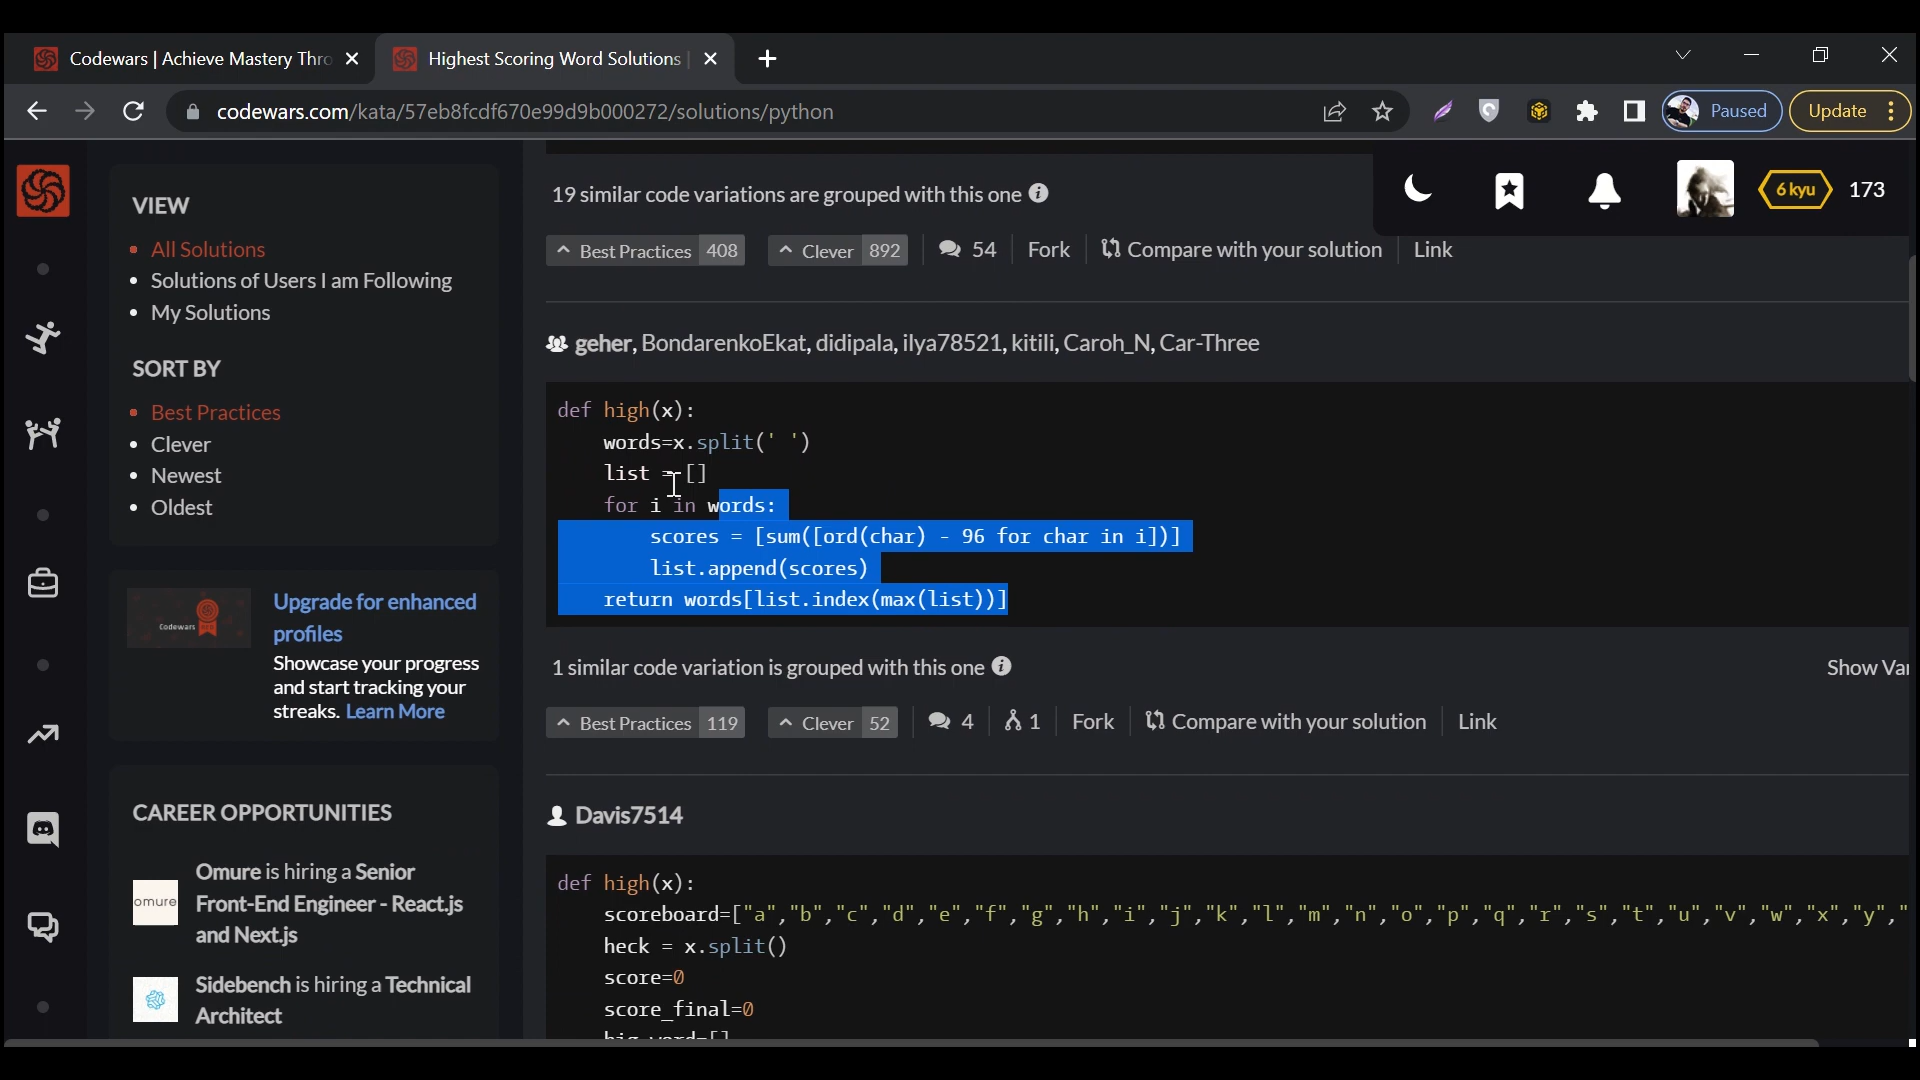 Codewars | Achieve Mastery Thro
Highest Scoring Word Solutions |
codewars.com/kata/57eb8fcdf670e99d9b000272/solutions/python
Paused
Update
6 kyu
173
VIEW
All Solutions
Solutions of Users I am Following
My Solutions
SORT BY
Best Practices
Clever
Newest
Oldest
Codewars
Upgrade for enhanced
profiles
Showcase your progress
and start tracking your
streaks. Learn More
CAREER OPPORTUNITIES
omure
Omure is hiring a Senior
Front-End Engineer - React.js
and Next.js
Sidebench is hiring a Technical
Architect
19 similar code variations are grouped with this one
Best Practices 408 Clever 892 54 Fork Compare with your solution Link
geher, BondarenkoEkat, didipala, ilya78521, kitili, Caroh_N, Car-Three
def high(x):
    words=x.split(' ')
    list = []
    for i in words:
        scores = [sum([ord(char) - 96 for char in i])]
        list.append(scores)
    return words[list.index(max(list))]
1 similar code variation is grouped with this one
Show Var
Best Practices 119 Clever 52 4 1 Fork Compare with your solution Link
Davis7514
def high(x):
    scoreboard=["a","b","c","d","e","f","g","h","i","j","k","l","m","n","o","p","q","r","s","t","u","v","w","x","y","
    heck = x.split()
    score=0
    score_final=0